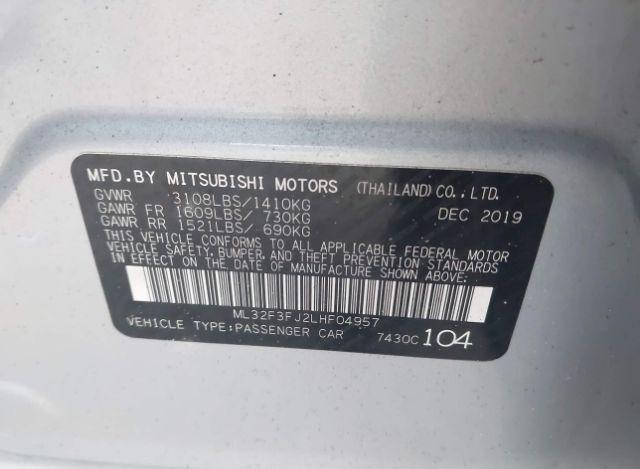 MFD.BY MITSUBISHI MOTORS (THAILAND)CO.,LTD.
GVWR 3108LBS/1410KG DEC 2019
GAWR FR 1609LBS/ 730KG
GAWR RR 1521LBS/ 690KG
THIS VEHICLE CONFORMS TO ALL APPLICABLE FEDERAL MOTOR
VEHICLE SAFETY, BUMPER, AND THEFT PREVENTION STANDARDS
IN EFFECT ON THE DATE OF MANUFACTURE SHOWN ABOVE.
ML32F3FJ2LHF04957
VEHICLE TYPE:PASSENGER CAR 7430C 104